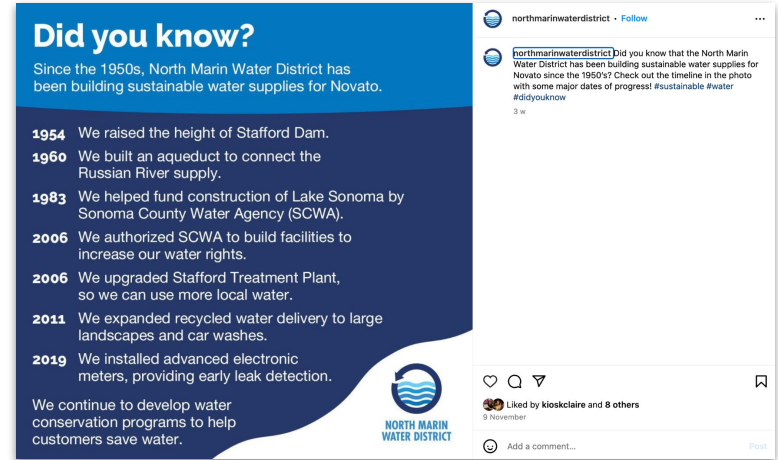 Did you know?
Since the 1950s, North Marin Water District has
been building sustainable water supplies for Novato.
1954 We raised the height of Stafford Dam.
1960 We built an aqueduct to connect the
Russian River supply.
1983 We helped fund construction of Lake Sonoma by
Sonoma County Water Agency (SCWA).
2006 We authorized SCWA to build facilities to
increase our water rights.
2006 We upgraded Stafford Treatment Plant,
so we can use more local water.
2011 We expanded recycled water delivery to large
landscapes and car washes.
2019 We installed advanced electronic
meters, providing early leak detection.
We continue to develop water
conservation programs to help
customers save water.
NORTH MARIN
WATER DISTRICT
northmarinwaterdistrict • Follow
northmarinwaterdistrict Did you know that the North Marin
Water District has been building sustainable water supplies for
Novato since the 1950's? Check out the timeline in the photo
with some major dates of progress! #sustainable #water
#didyouknow
3 w
Liked by kioskclaire and 8 others
9 November
Add a comment...
Post